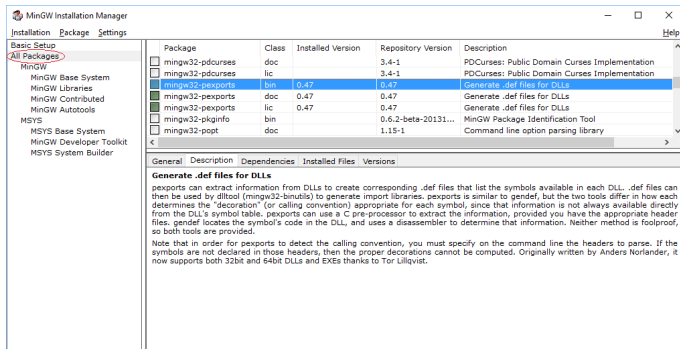 MinGW Installation Manager
Installation Package Settings Help
Basic Setup
All Packages
MinGW
MinGW Base System
MinGW Libraries
MinGW Contributed
MinGW Autotools
MSYS
MSYS Base System
MinGW Developer Toolkit
MSYS System Builder
Package Class Installed Version Repository Version Description
mingw32-pdcurses doc 3.4-1 PDCurses: Public Domain Curses Implementation
mingw32-pdcurses lic 3.4-1 PDCurses: Public Domain Curses Implementation
mingw32-pexports bin 0.47 0.47 Generate .def files for DLLs
mingw32-pexports doc 0.47 0.47 Generate .def files for DLLs
mingw32-pexports lic 0.47 0.47 Generate .def files for DLLs
mingw32-pkginfo bin 0.6.2-beta-20131... MinGW Package Identification Tool
mingw32-popt doc 1.15-1 Command line option parsing library
General Description Dependencies Installed Files Versions
Generate .def files for DLLs
pexports can extract information from DLLs to create corresponding .def files that list the symbols available in each DLL. .def files can
then be used by dlltool (mingw-binutils) to generate import libraries. pexports is similar to gendef, but the two tools differ in how each
determines the "decoration" (or calling convention) appropriate for each symbol, since that information is not always available directly
from the DLL's symbol table. pexports can use a C pre-processor to extract the information, provided you have the appropriate header
files. gendef locates the symbol's code in the DLL, and uses a disassembler to determine that information. Neither method is foolproof,
so both tools are provided.
Note that in order for pexports to detect the calling convention, you must specify on the command line the headers to parse. If the
symbols are not declared in those headers, then the proper decorations cannot be computed. Originally written by Anders Norlander, it
now supports both 32bit and 64bit DLLs and EXEs thanks to Tor Lillqvist.